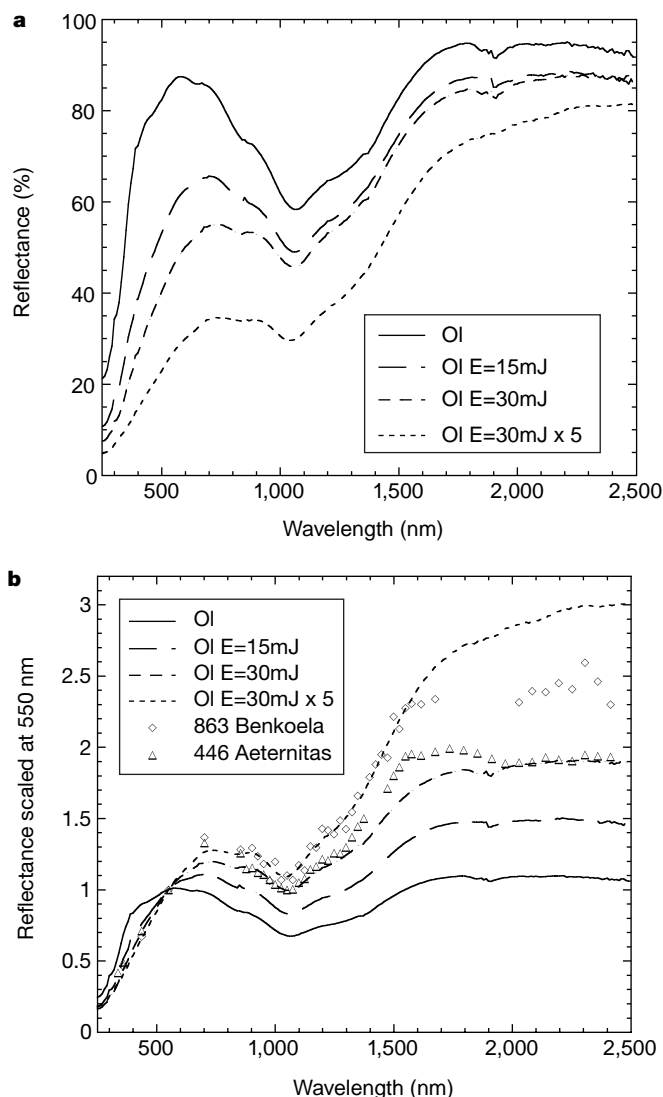 a
100
80
60
40
20
0
Reflectance (%)
Ol
Ol E=15mJ
Ol E=30mJ
Ol E=30mJ x 5
500
1,000
1,500
2,000
2,500
Wavelength (nm)
b
3
2.5
2
1.5
1
0.5
0
Reflectance scaled at 550 nm
Ol
Ol E=15mJ
Ol E=30mJ
Ol E=30mJ x 5
863 Benkoela
446 Aeternitas
500
1,000
1,500
2,000
2,500
Wavelength (nm)